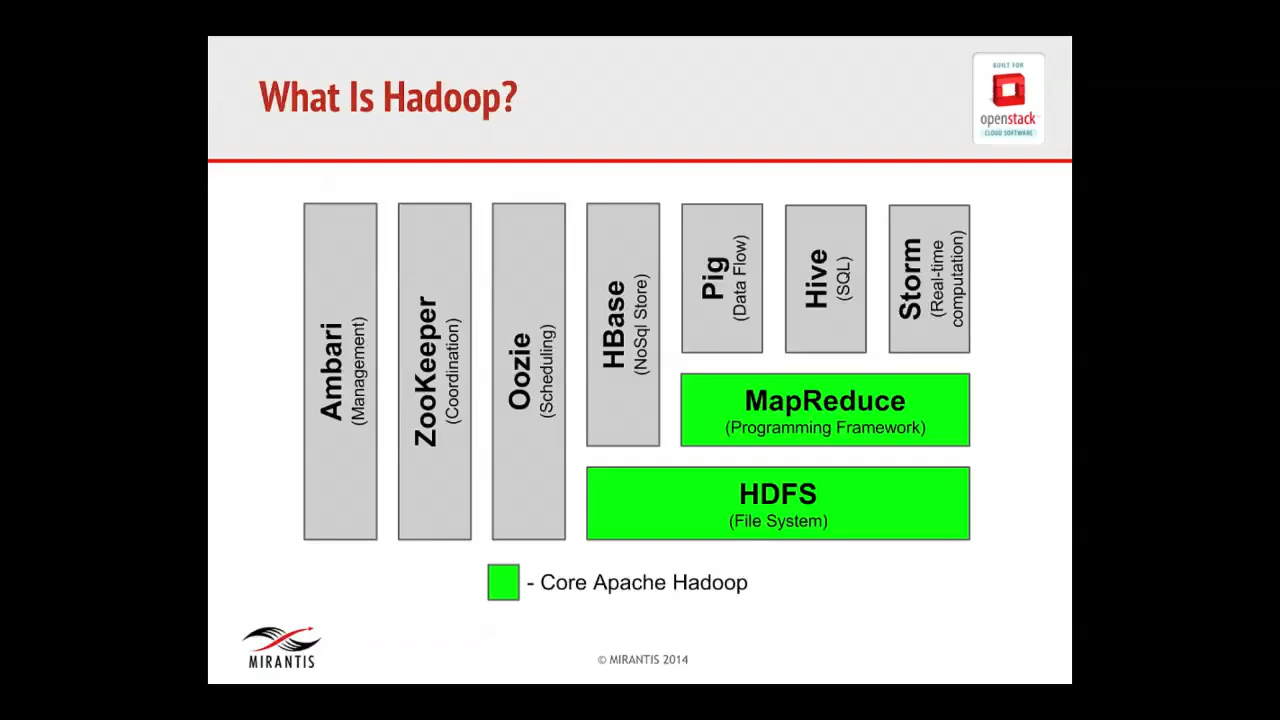 What Is Hadoop?
BUILT FOR
openstack
CLOUD SOFTWARE
Ambari
(Management)
ZooKeeper
(Coordination)
Oozie
(Scheduling)
HBase
(NoSql Store)
Pig
(Data Flow)
Hive
(SQL)
Storm
(Real-time
computation)
MapReduce
(Programming Framework)
HDFS
(File System)
- Core Apache Hadoop
MIRANTIS
© MIRANTIS 2014